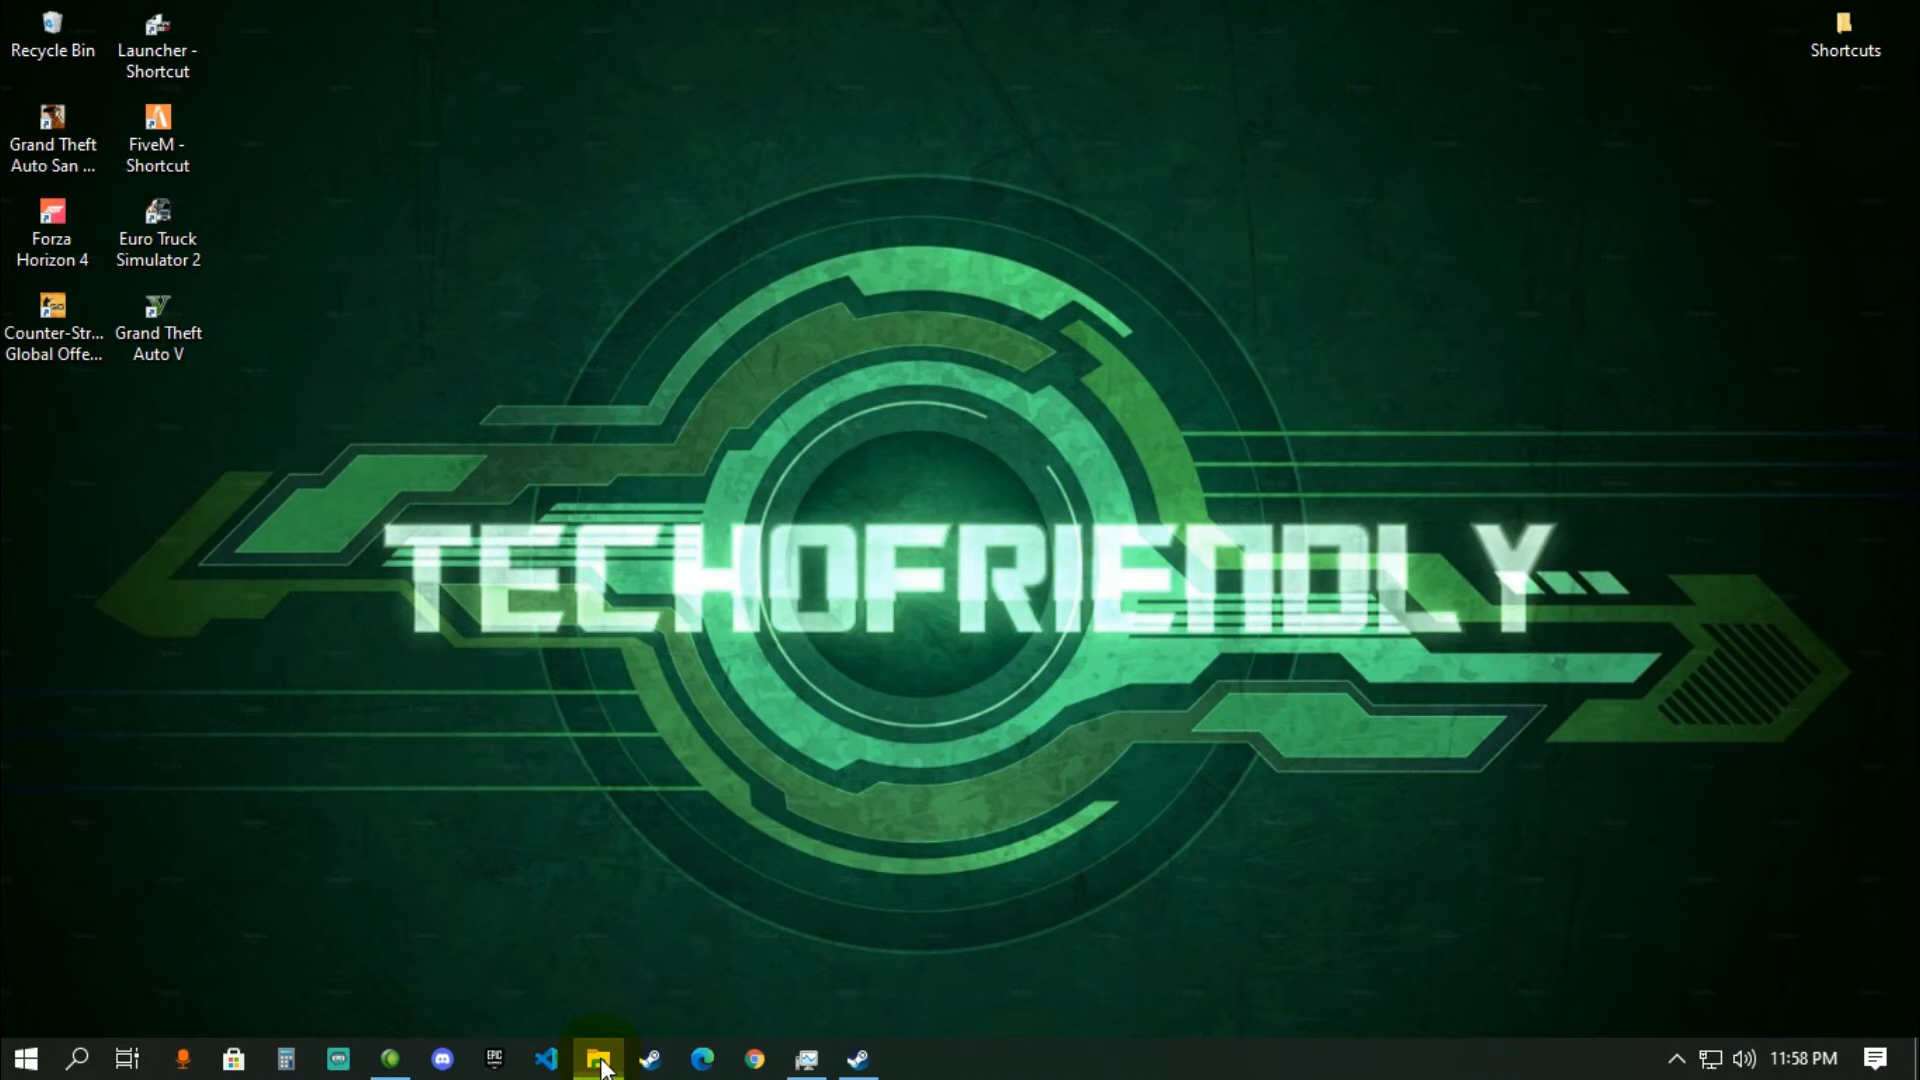 Recycle Bin
Launcher -
Shortcut
Shortcuts
Grand Theft
Auto San ...
FiveM -
Shortcut
Forza
Horizon 4
Euro Truck
Simulator 2
Counter-Str...
Global Offe...
Grand Theft
Auto V
TECHOFRIENDLY
EPIC
11:58 PM